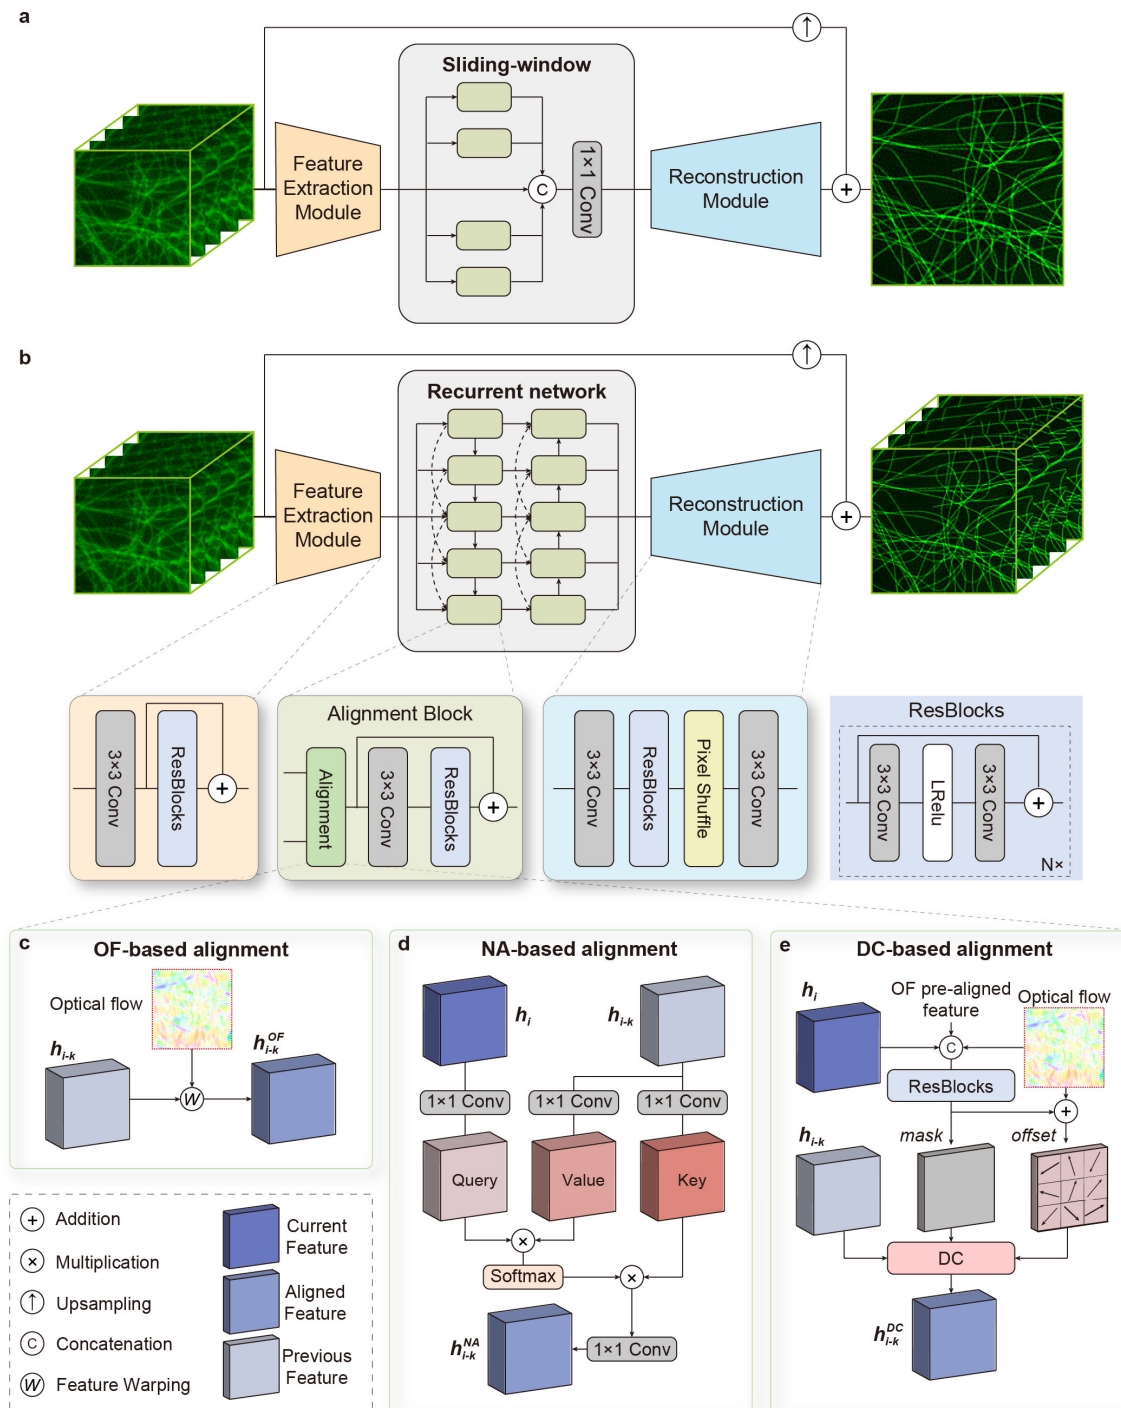 a
Sliding-window
Feature
Extraction
Module
C
1×1 Conv
Reconstruction
Module
+
↑
b
Recurrent network
Feature
Extraction
Module
Reconstruction
Module
+
↑
3×3 Conv
ResBlocks
+
Alignment Block
Alignment
3×3 Conv
ResBlocks
+
3×3 Conv
ResBlocks
Pixel Shuffle
3×3 Conv
ResBlocks
3×3 Conv
LRelu
3×3 Conv
+
N×
c
OF-based alignment
Optical flow
h_{i-k}
W
h_{i-k}^{OF}
d
NA-based alignment
h_i
h_{i-k}
1×1 Conv
1×1 Conv
1×1 Conv
Query
Value
Key
×
Softmax
×
h_{i-k}^{NA}
1×1 Conv
e
DC-based alignment
h_i
OF pre-aligned
feature
Optical flow
C
ResBlocks
+
h_{i-k}
mask
offset
DC
h_{i-k}^{DC}
+ Addition
× Multiplication
↑ Upsampling
C Concatenation
W Feature Warping
Current
Feature
Aligned
Feature
Previous
Feature